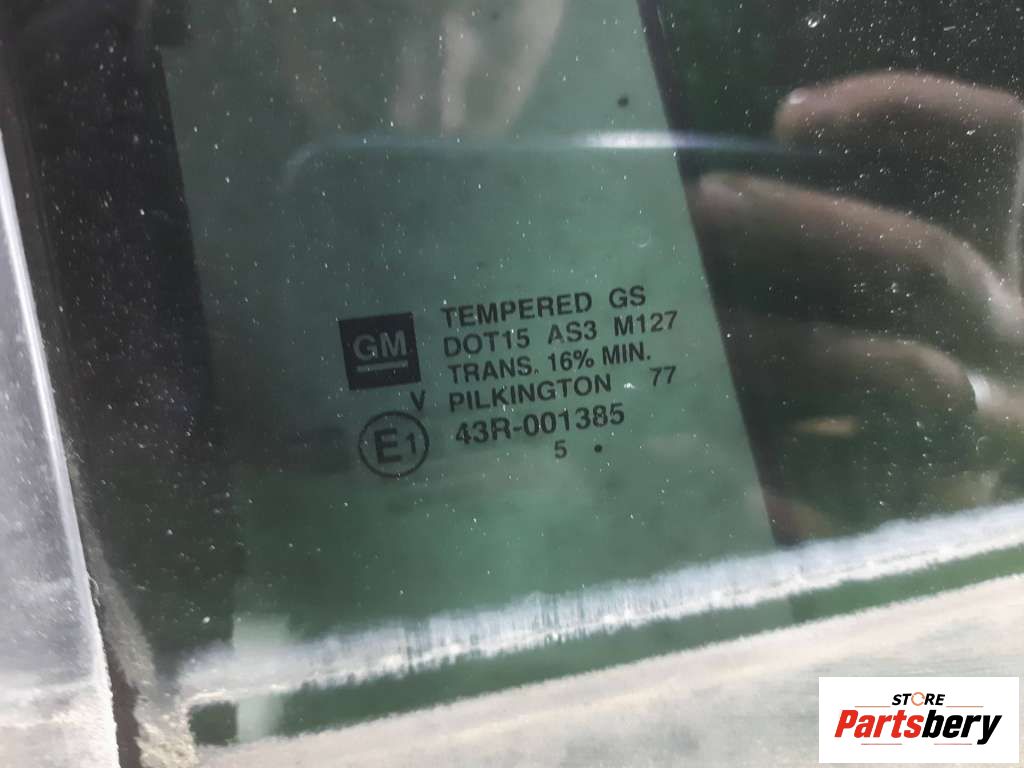 GM
TEMPERED GS
DOT15 AS3 M127
TRANS. 16% MIN.
V PILKINGTON 77
E1 43R-001385
5 •
STORE
Partsbery